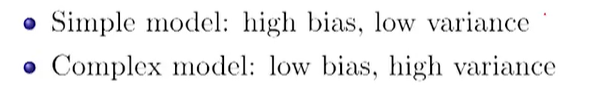 • Simple model: high bias, low variance
• Complex model: low bias, high variance